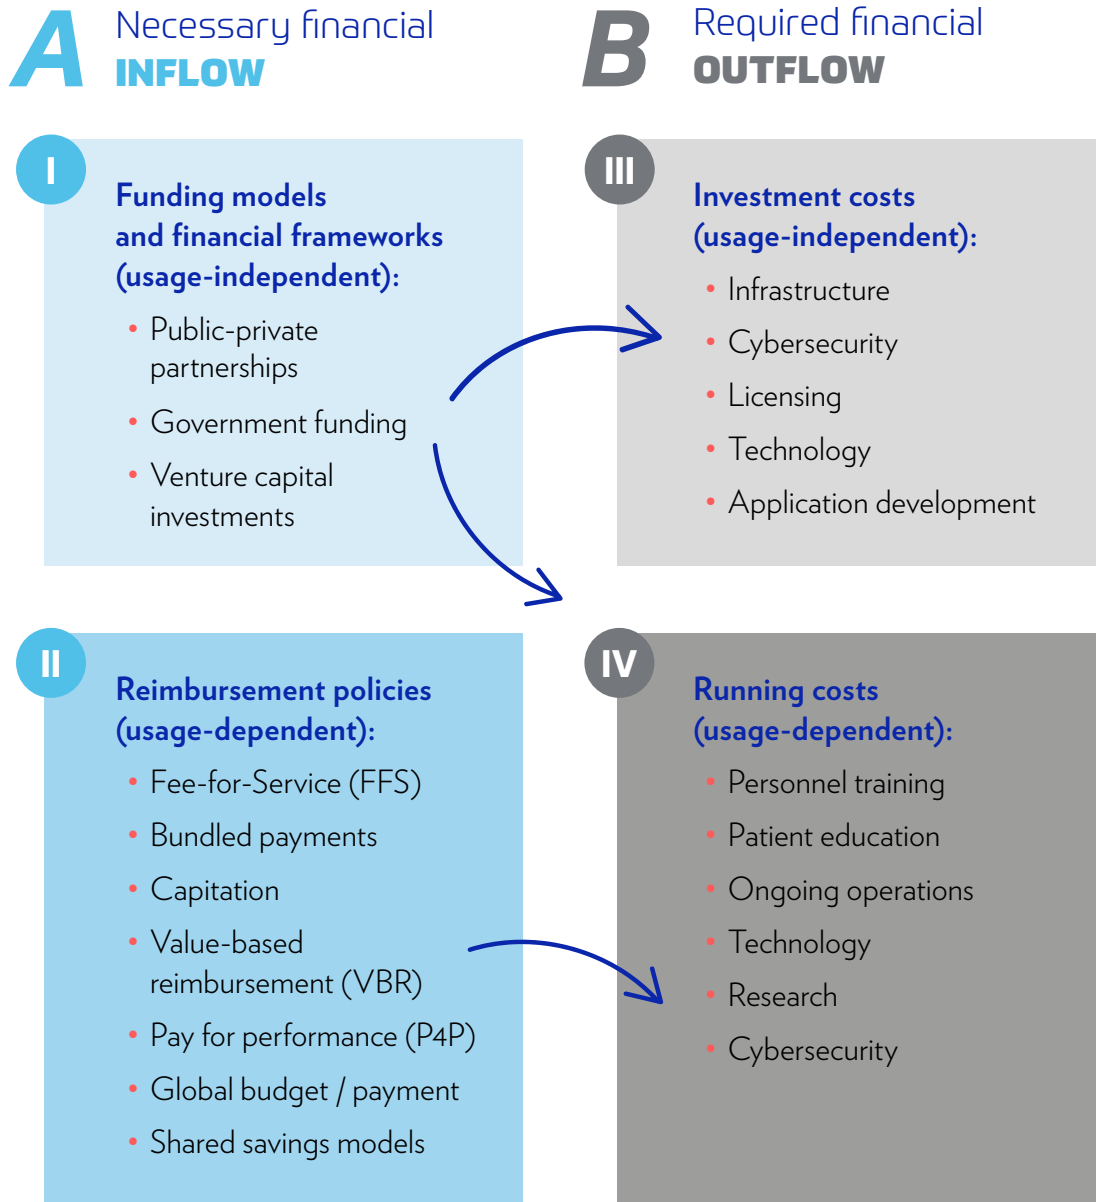 A
Necessary financial
INFLOW
I
Funding models
and financial frameworks
(usage-independent):
• Public-private
partnerships
• Government funding
• Venture capital
investments
II
Reimbursement policies
(usage-dependent):
• Fee-for-Service (FFS)
• Bundled payments
• Capitation
• Value-based
reimbursement (VBR)
• Pay for performance (P4P)
• Global budget / payment
• Shared savings models
B
Required financial
OUTFLOW
III
Investment costs
(usage-independent):
• Infrastructure
• Cybersecurity
• Licensing
• Technology
• Application development
IV
Running costs
(usage-dependent):
• Personnel training
• Patient education
• Ongoing operations
• Technology
• Research
• Cybersecurity